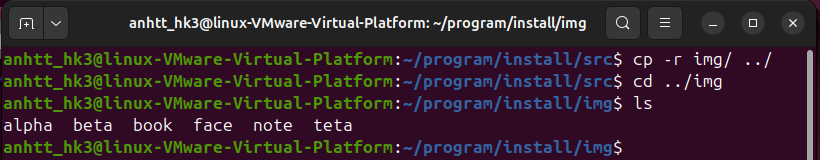 anhtt_hk3@linux-VMware-Virtual-Platform: ~/program/install/img
anhtt_hk3@linux-VMware-Virtual-Platform:~/program/install/src$ cp -r img/ ../
anhtt_hk3@linux-VMware-Virtual-Platform:~/program/install/src$ cd ../img
anhtt_hk3@linux-VMware-Virtual-Platform:~/program/install/img$ ls
alpha  beta  book  face  note  teta
anhtt_hk3@linux-VMware-Virtual-Platform:~/program/install/img$